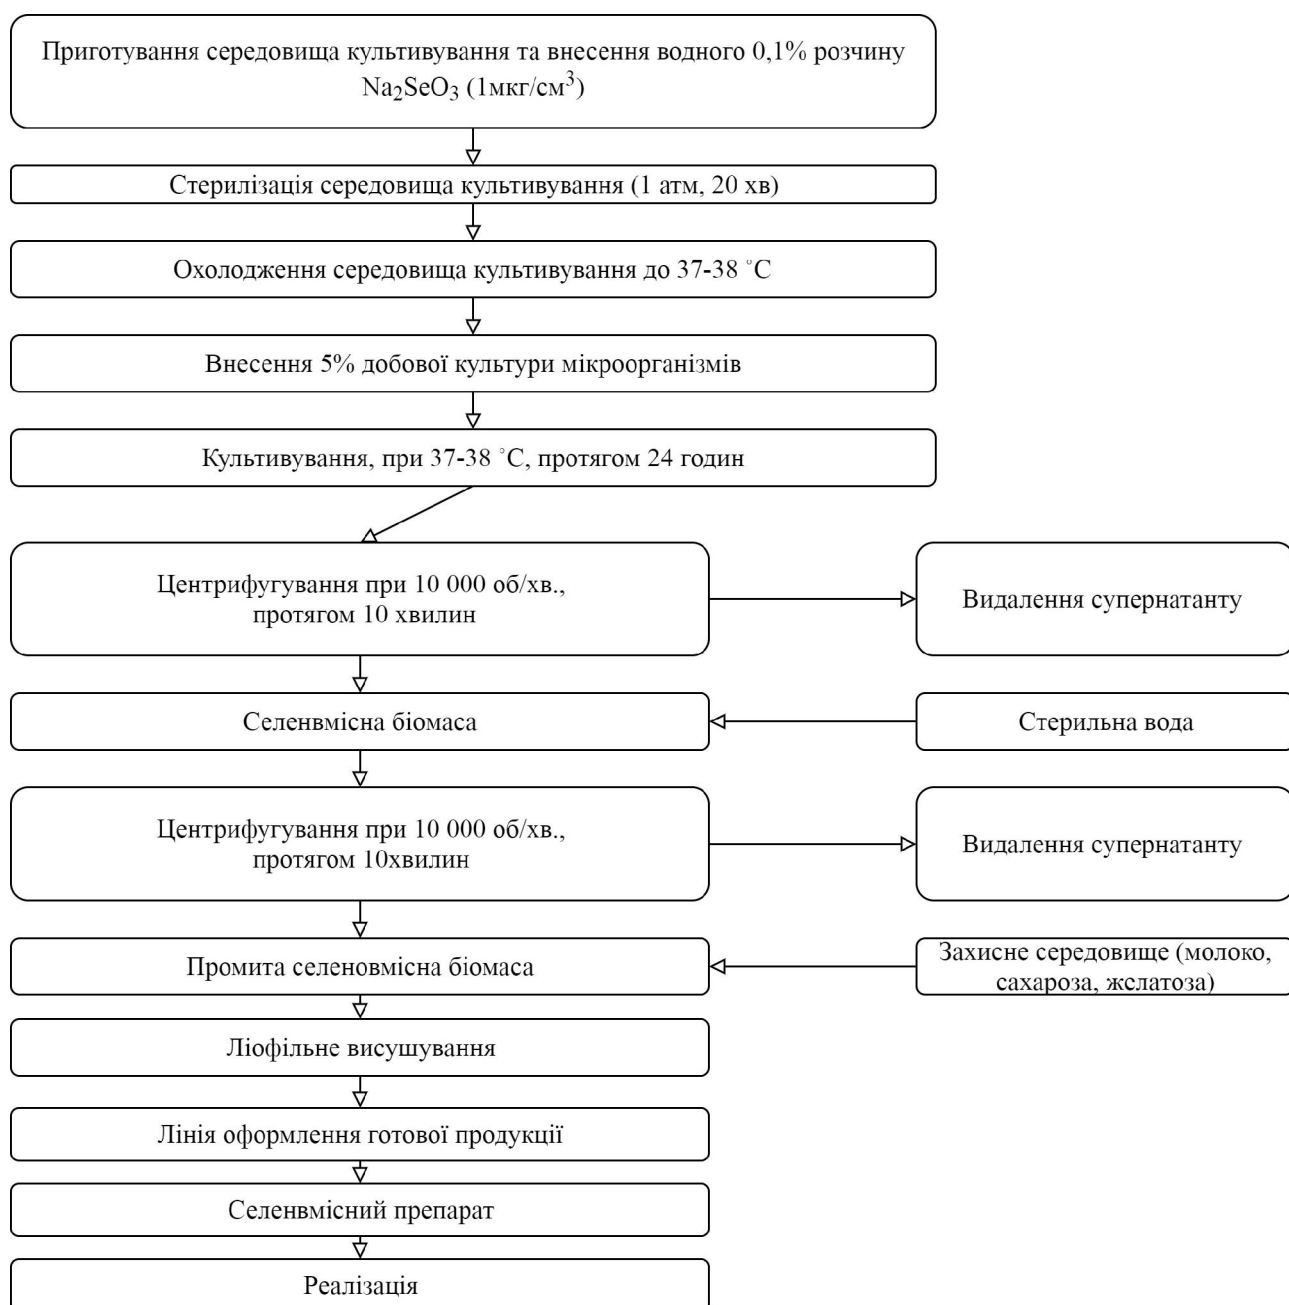 Приготування середовища культивування та внесення водного 0,1% розчину
Na₂SeO₃ (1мкг/см³)
Стерилізація середовища культивування (1 атм, 20 хв)
Охолодження середовища культивування до 37-38 ˚С
Внесення 5% добової культури мікроорганізмів
Культивування, при 37-38 ˚С, протягом 24 годин
Центрифугування при 10 000 об/хв.,
протягом 10 хвилин
Видалення супернатанту
Селенвмісна біомаса
Стерильна вода
Центрифугування при 10 000 об/хв.,
протягом 10хвилин
Видалення супернатанту
Промита селеновмісна біомаса
Захисне середовище (молоко,
сахароза, желатоза)
Ліофільне висушування
Лінія оформлення готової продукції
Селенвмісний препарат
Реалізація